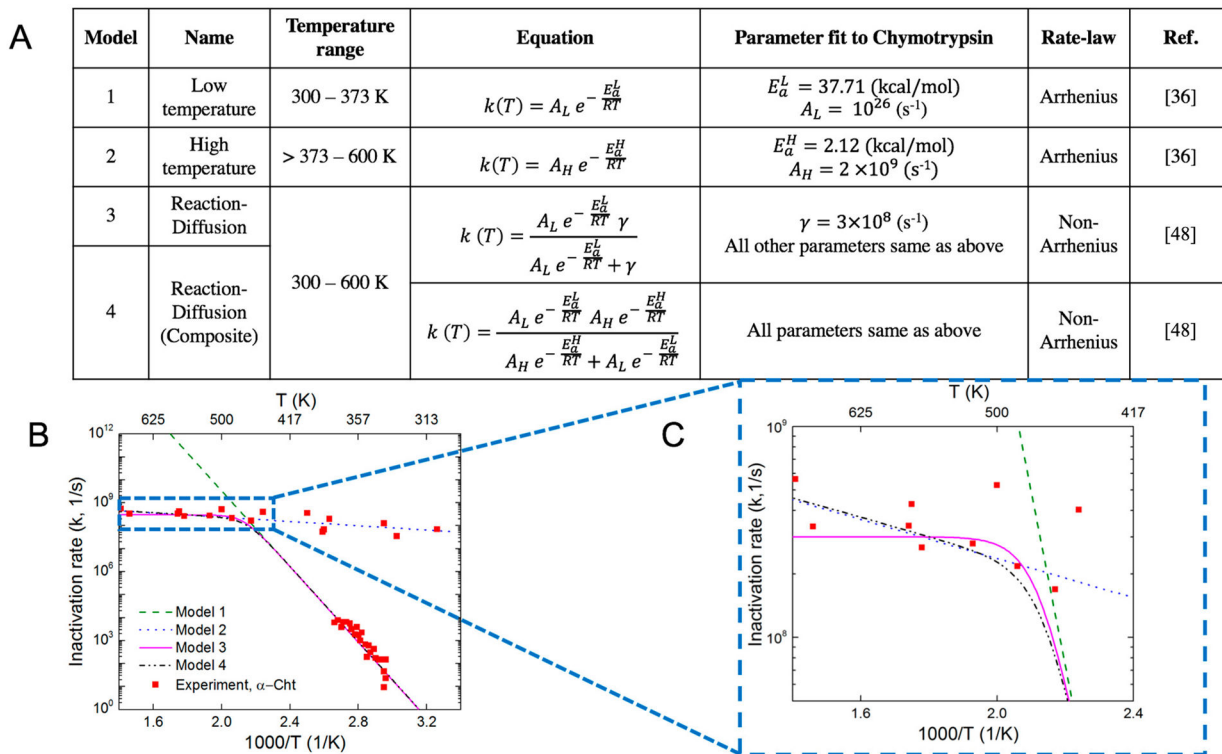 A
Model Name Temperature range Equation Parameter fit to Chymotrypsin Rate-law Ref.
1 Low temperature 300 – 373 K k(T) = A_L e^{-E_a^L/RT} E_a^L = 37.71 (kcal/mol) A_L = 10^26 (s^-1) Arrhenius [36]
2 High temperature > 373 – 600 K k(T) = A_H e^{-E_a^H/RT} E_a^H = 2.12 (kcal/mol) A_H = 2 ×10^9 (s^-1) Arrhenius [36]
3 Reaction-Diffusion 300 – 600 K k (T) = (A_L e^{-E_a^L/RT} γ) / (A_L e^{-E_a^L/RT} + γ) γ = 3×10^8 (s^-1) All other parameters same as above Non-Arrhenius [48]
4 Reaction-Diffusion (Composite) k (T) = (A_L e^{-E_a^L/RT} A_H e^{-E_a^H/RT}) / (A_H e^{-E_a^H/RT} + A_L e^{-E_a^L/RT}) All parameters same as above Non-Arrhenius [48]
B
T (K)
625 500 417 357 313
Inactivation rate (k, 1/s)
10^12
10^9
10^6
10^3
10^0
Model 1
Model 2
Model 3
Model 4
Experiment, α–Cht
1.6 2.0 2.4 2.8 3.2
1000/T (1/K)
C
T (K)
625 500 417
Inactivation rate (k, 1/s)
10^9
10^8
1.6 2.0 2.4
1000/T (1/K)